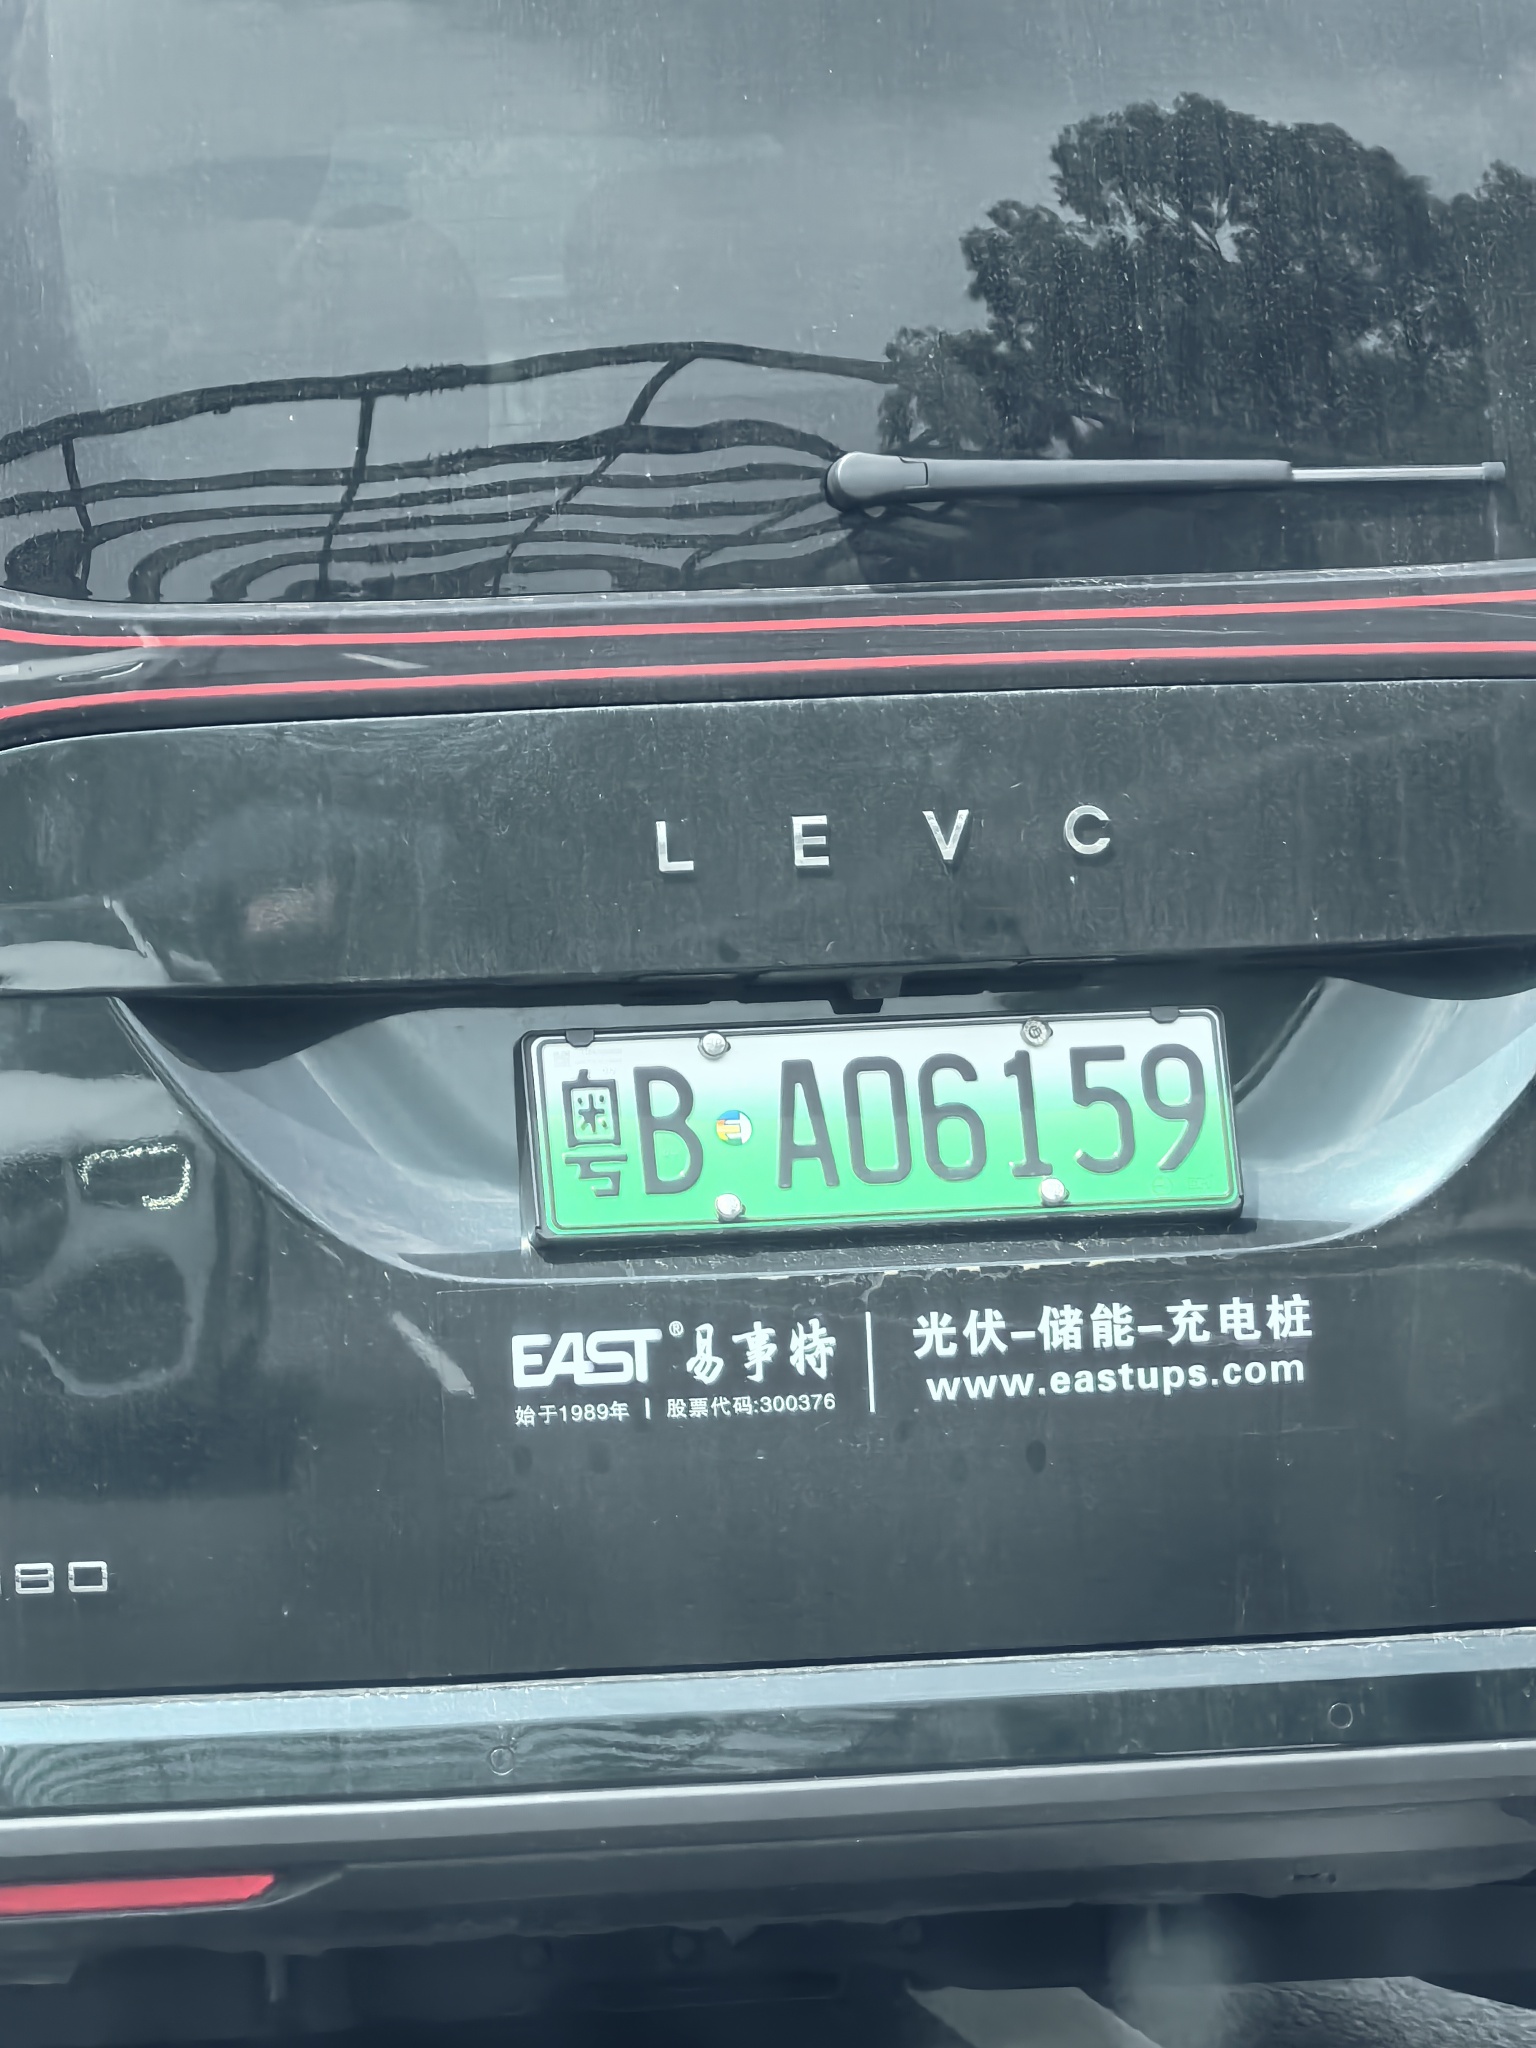 LEVC
粤B·A06159
EAST®易事特
始于1989年 | 股票代码:300376
光伏-储能-充电桩
www.eastups.com
80